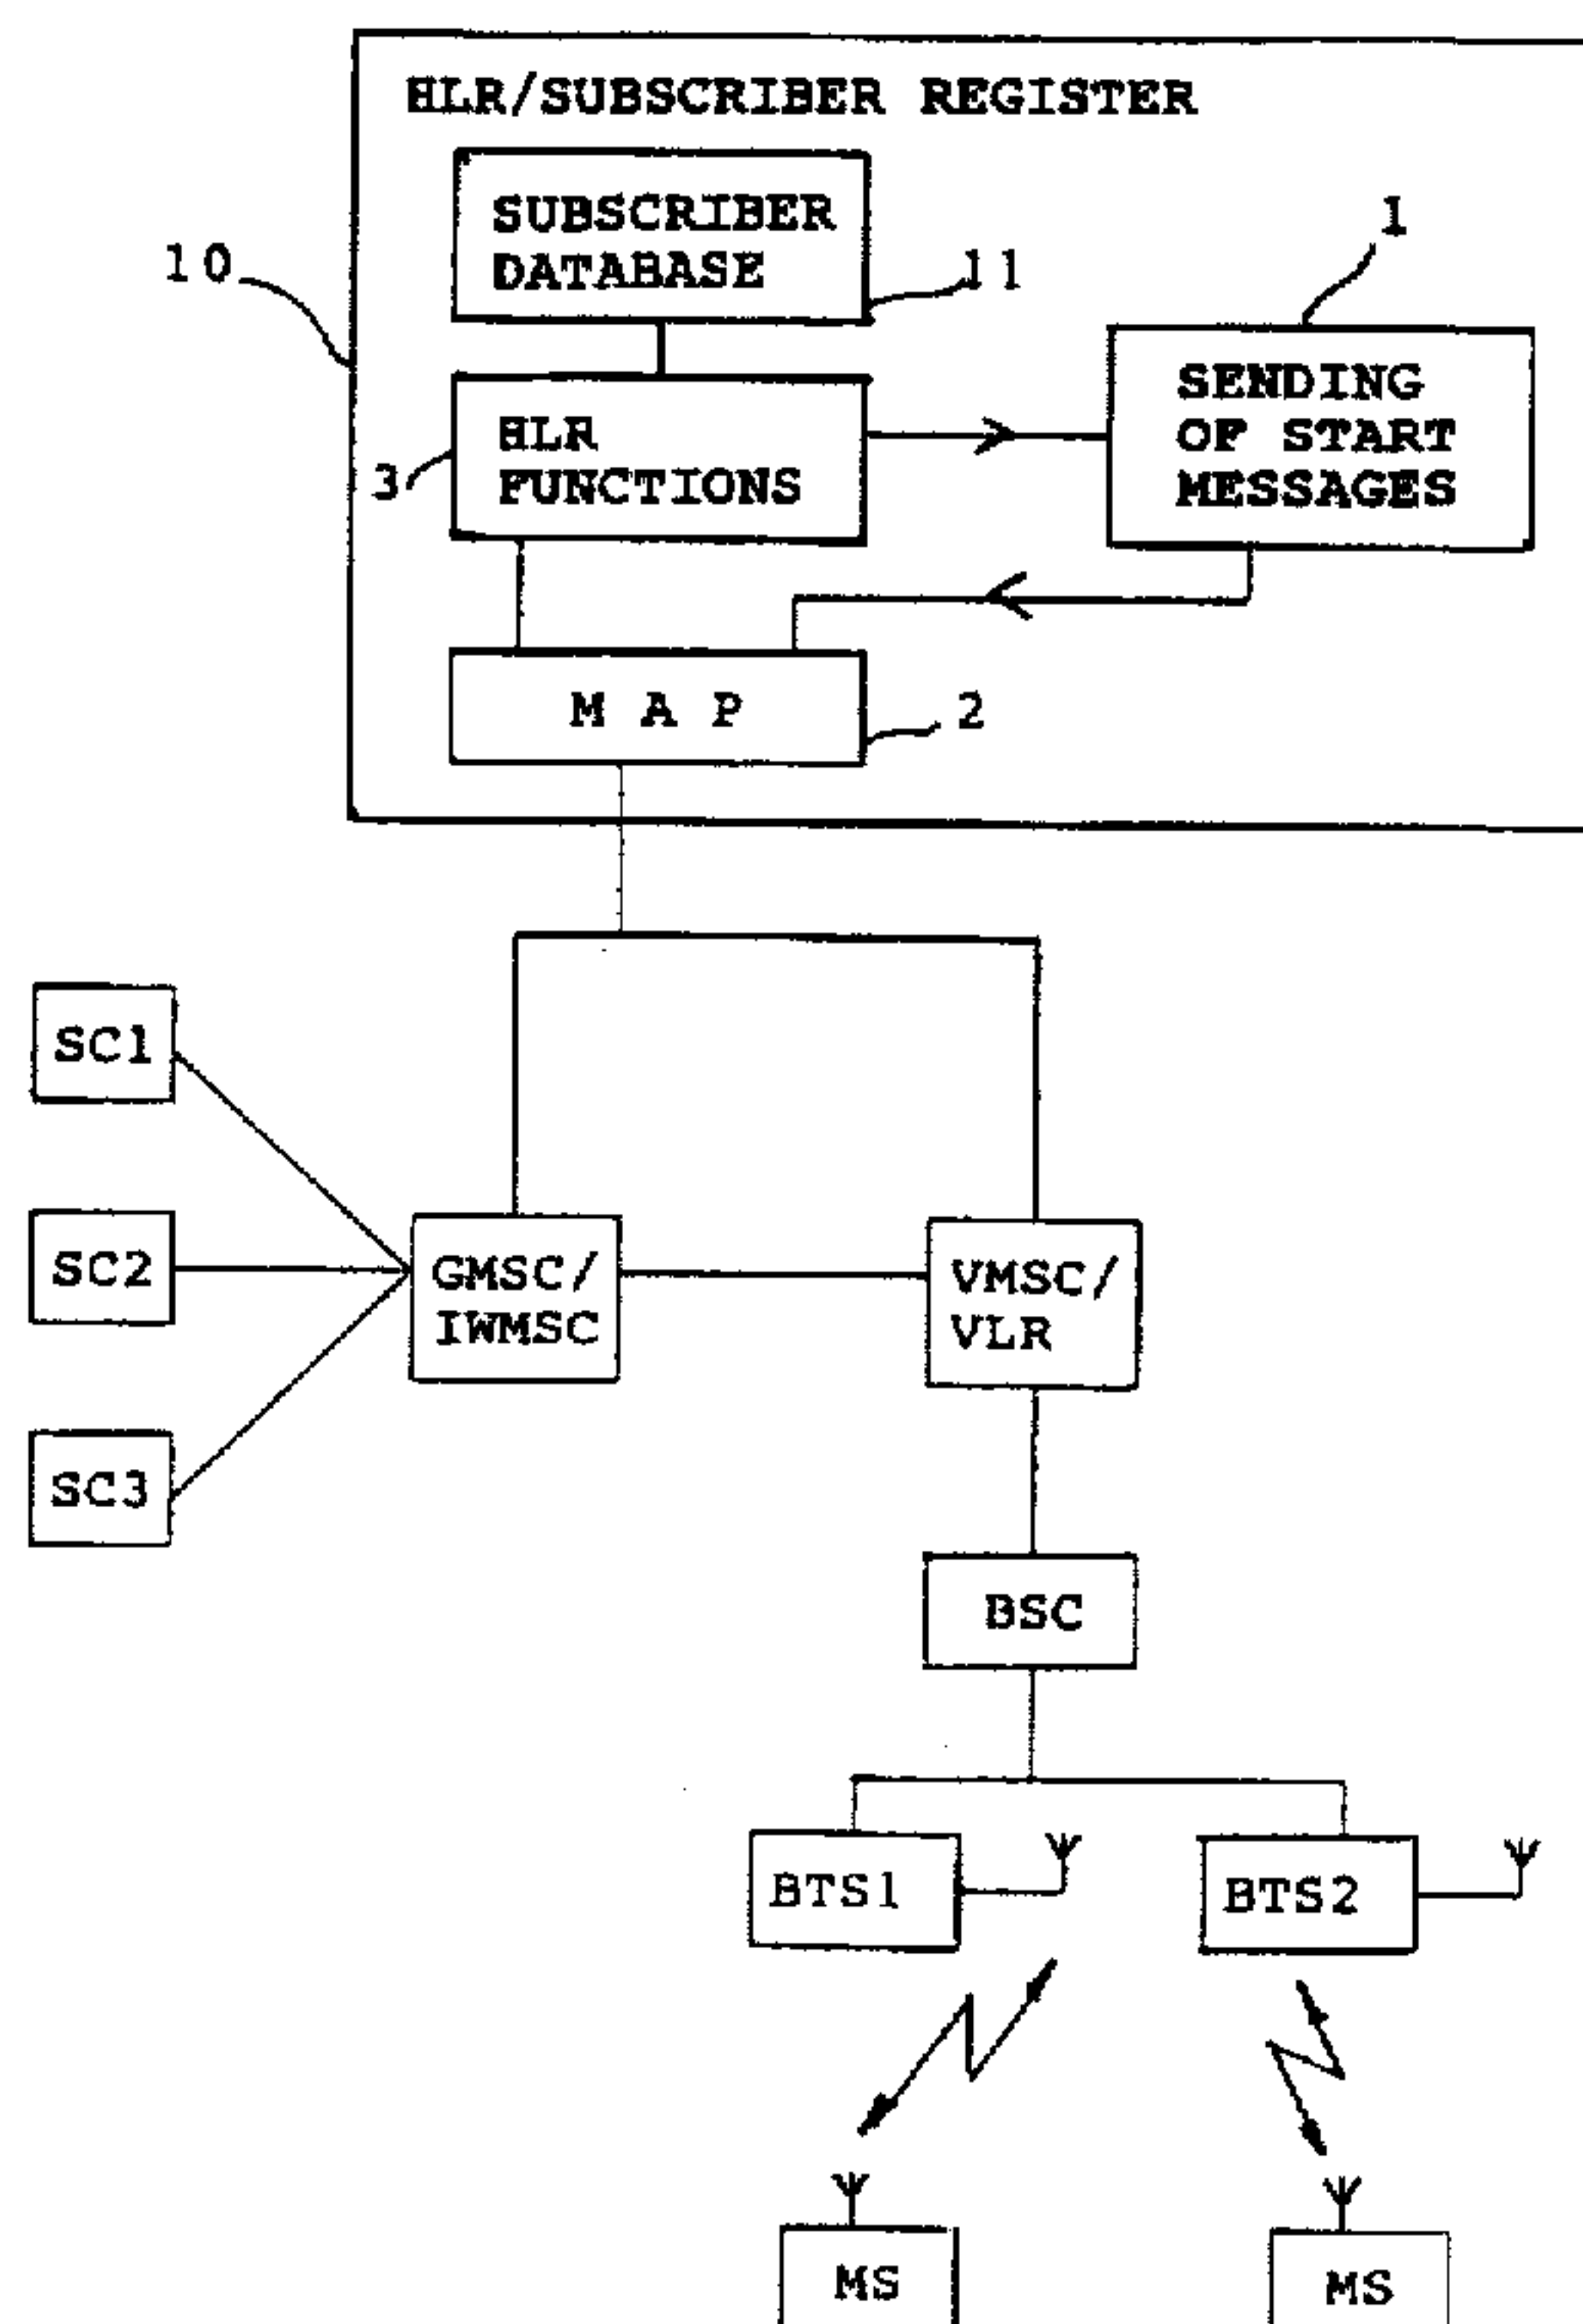 HLR/SUBSCRIBER REGISTER
SUBSCRIBER
DATABASE
1
10
11
SENDING
OF START
MESSAGES
HLR
FUNCTIONS
3
M A P
2
SC1
SC2
GMSC/
IWMSC
VMSC/
VLR
SC3
BSC
BTS1
BTS2
MS
MS